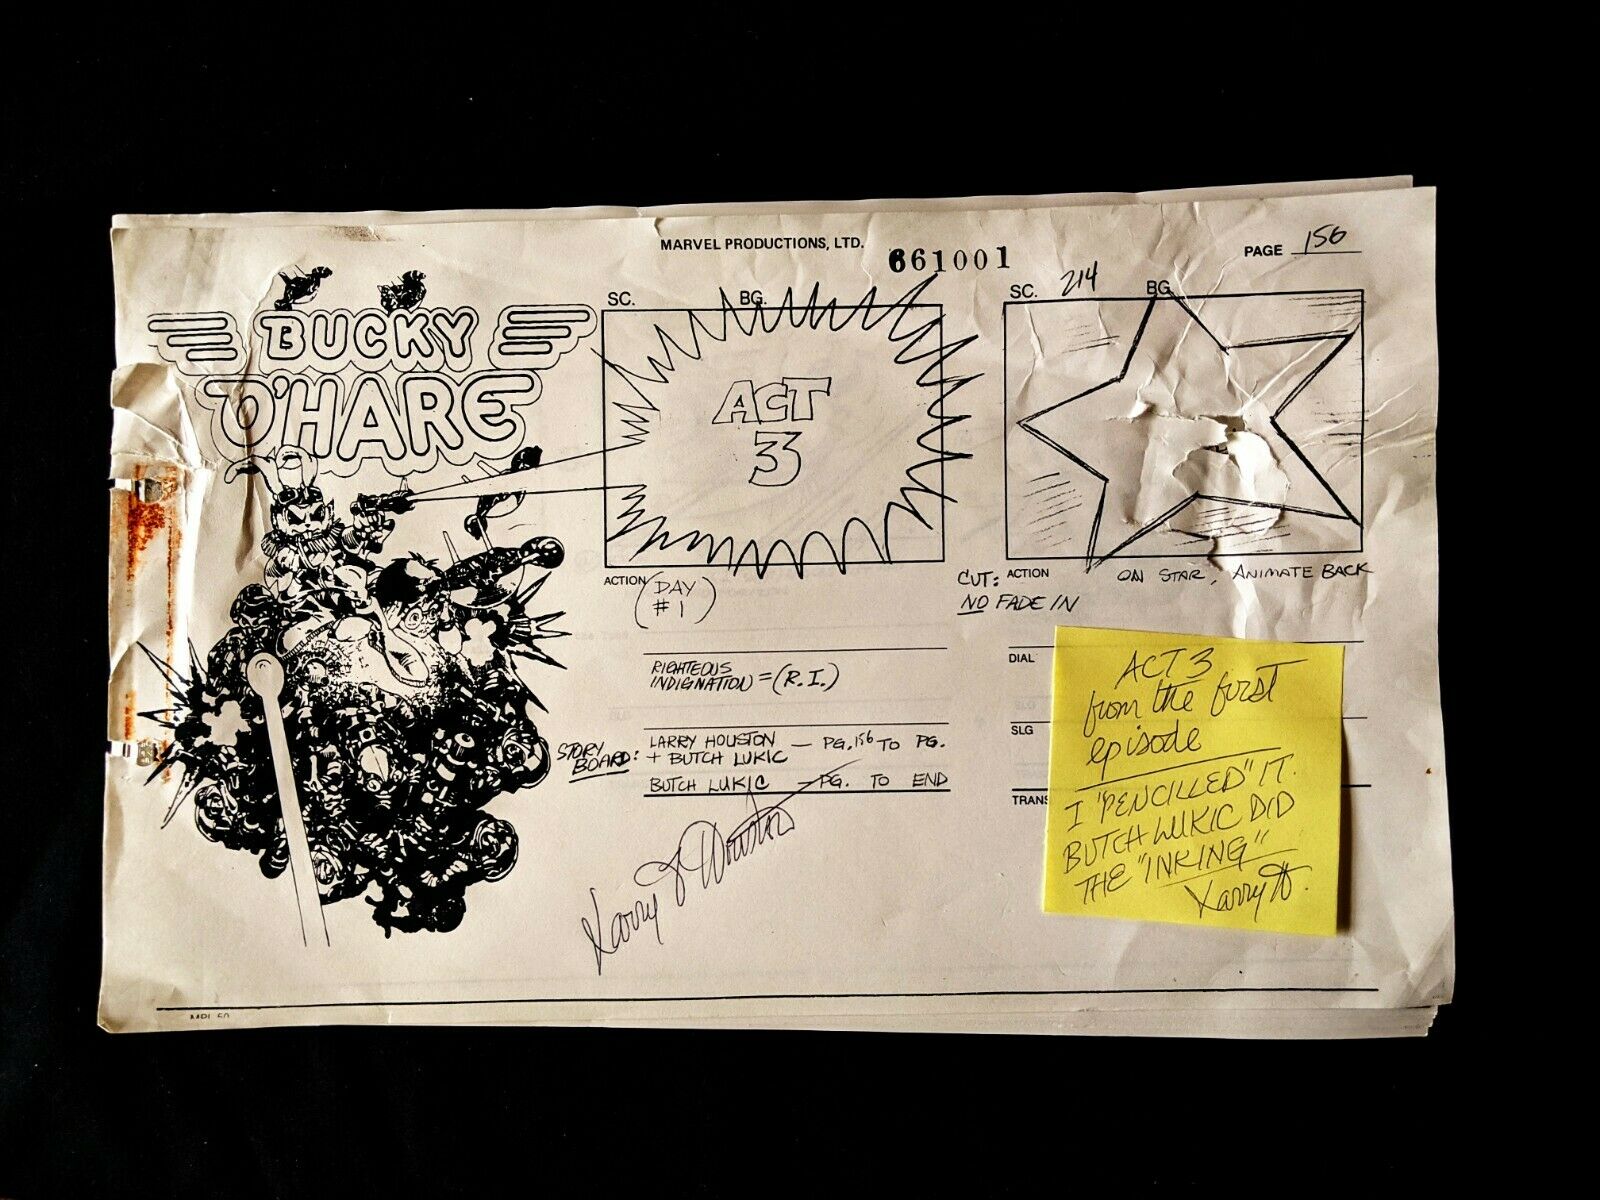 MARVEL PRODUCTIONS, LTD.
661001
PAGE 156
BUCKY
O'HARE
SC.
BG.
ACT
3
ACTION (DAY
# 1)
RIGHTEOUS
INDIGNATION = (R.I.)
STORY
BOARD:
LARRY HOUSTON — PG. 156 TO PG.
+ BUTCH LUKIC
BUTCH LUKIC — PG. TO END
Larry F Houston
SC. 214
BG.
CUT: ACTION ON STAR, ANIMATE BACK
NO FADE IN
DIAL
SLG
TRANS
ACT 3
from the first
episode
I "PENCILLED" IT.
BUTCH LUKIC DID
THE "INKING"
Larry H.